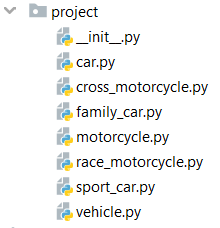 project
__init__.py
car.py
cross_motorcycle.py
family_car.py
motorcycle.py
race_motorcycle.py
sport_car.py
vehicle.py